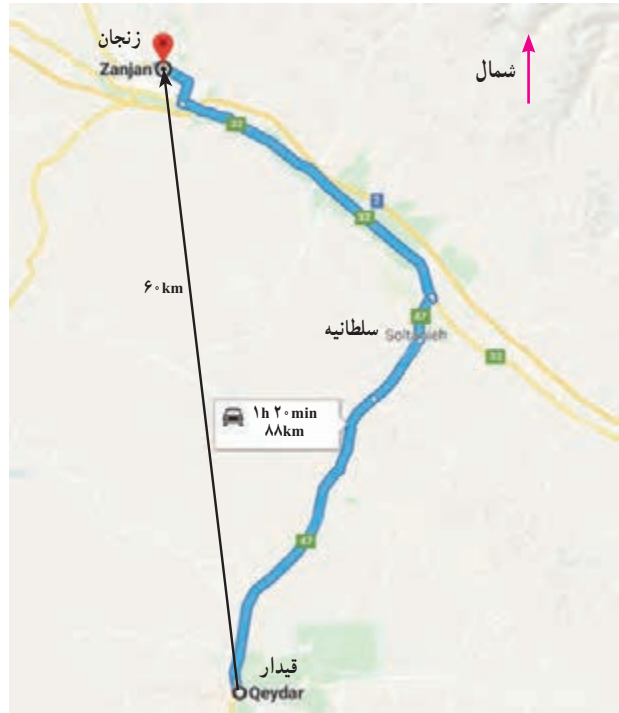 زنجان
Zanjan
شمال
32
2
32
۶۰km
47
سلطانیه
Soltanieh
32
۱h ۲۰min
۸۸km
47
قیدار
Qeydar